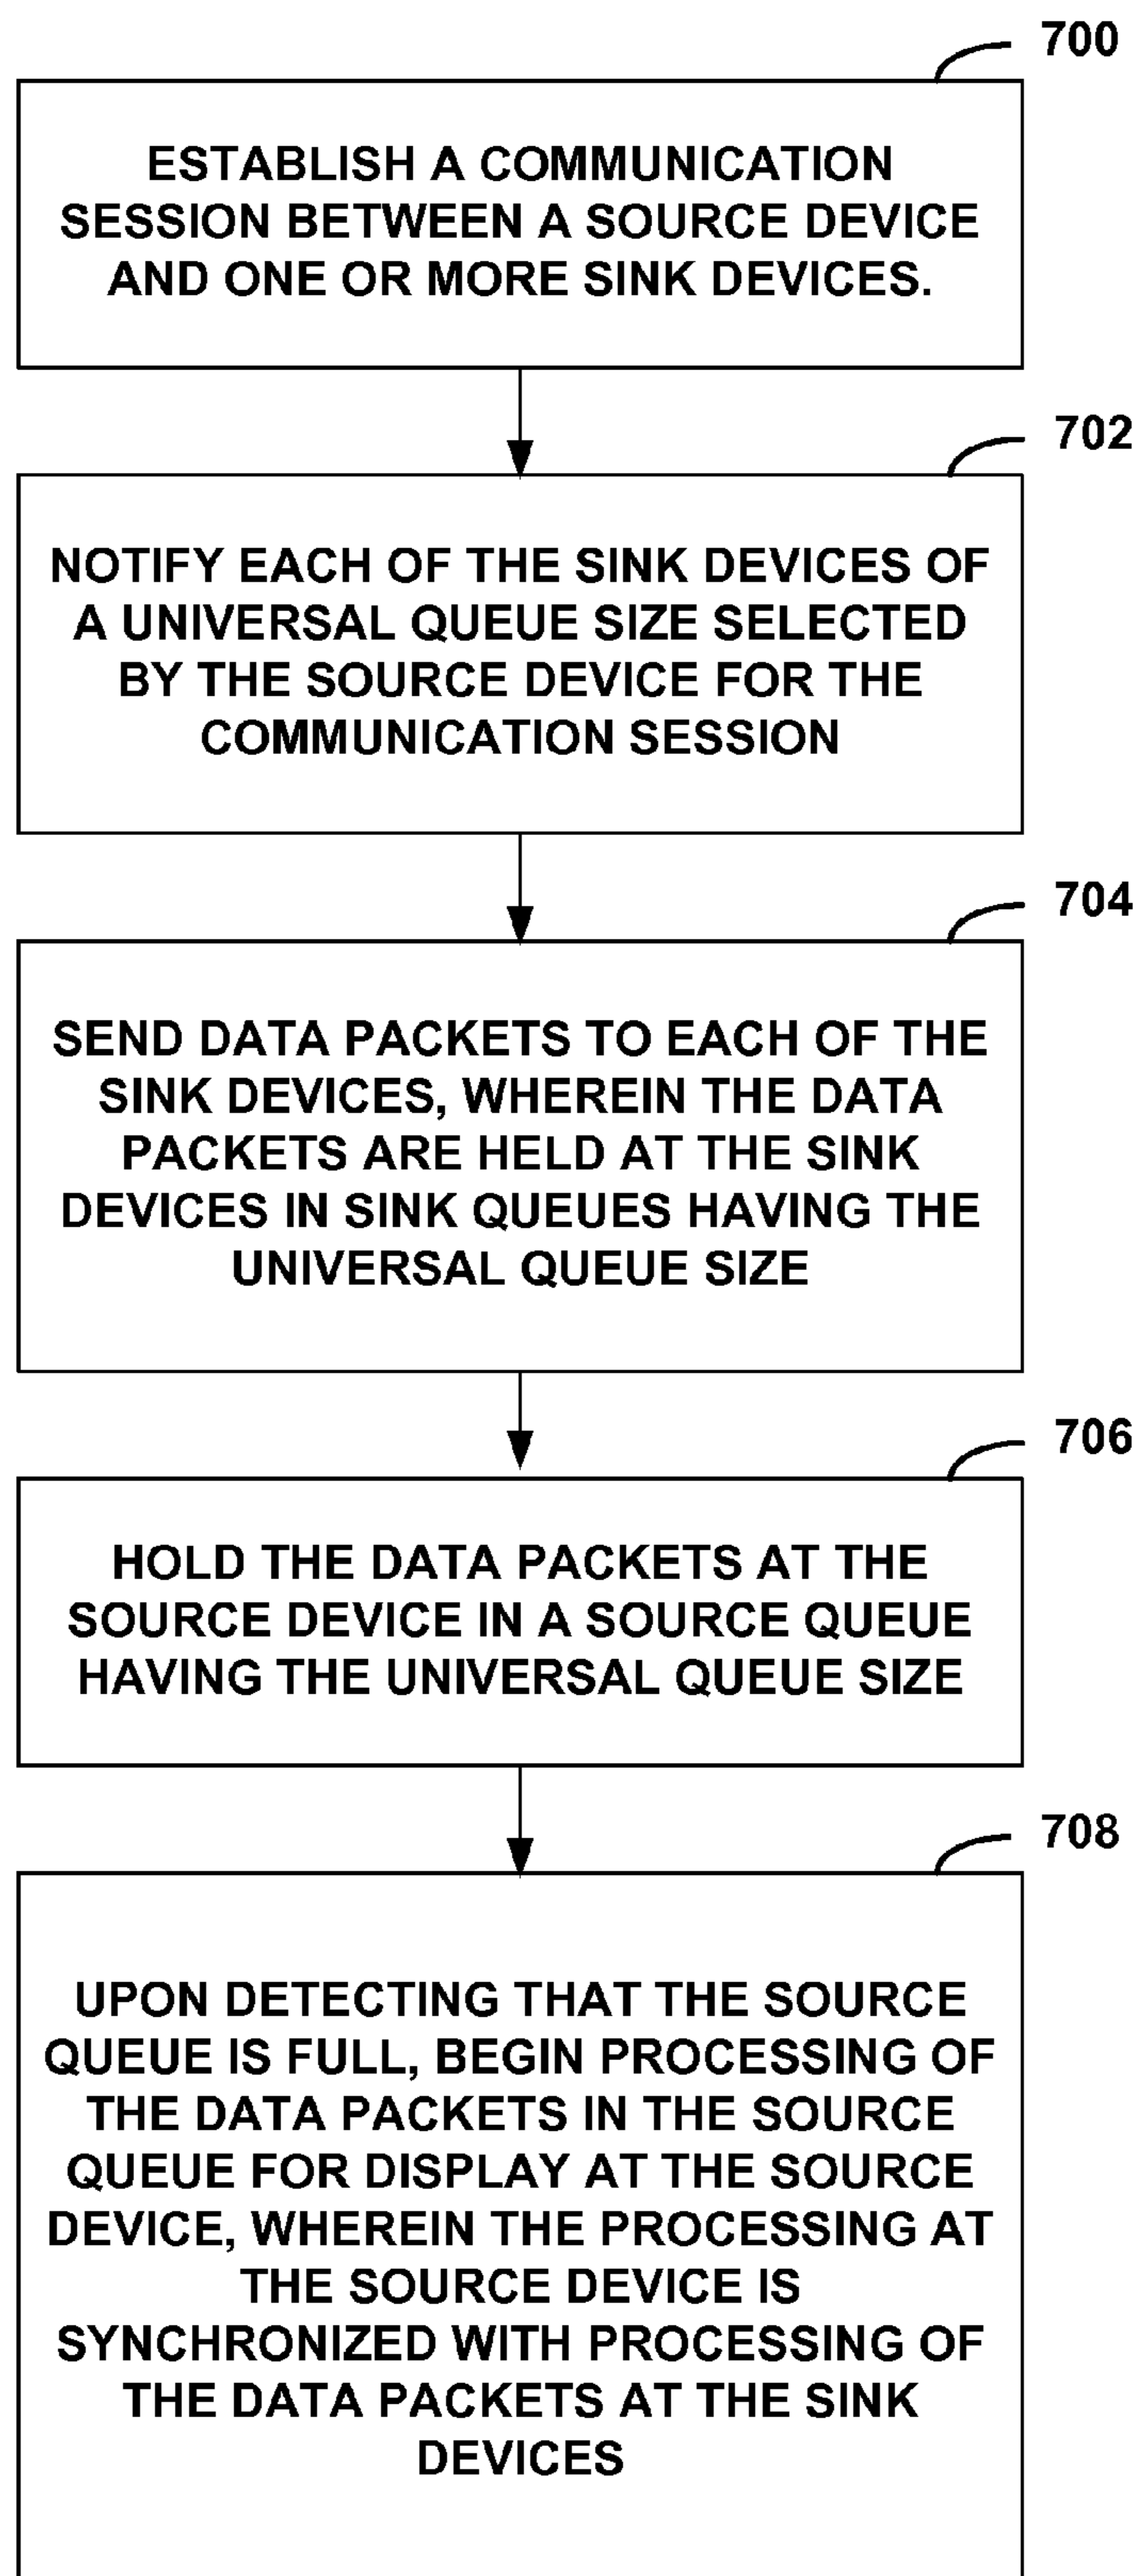 700
ESTABLISH A COMMUNICATION
SESSION BETWEEN A SOURCE DEVICE
AND ONE OR MORE SINK DEVICES.
702
NOTIFY EACH OF THE SINK DEVICES OF
A UNIVERSAL QUEUE SIZE SELECTED
BY THE SOURCE DEVICE FOR THE
COMMUNICATION SESSION
704
SEND DATA PACKETS TO EACH OF THE
SINK DEVICES, WHEREIN THE DATA
PACKETS ARE HELD AT THE SINK
DEVICES IN SINK QUEUES HAVING THE
UNIVERSAL QUEUE SIZE
706
HOLD THE DATA PACKETS AT THE
SOURCE DEVICE IN A SOURCE QUEUE
HAVING THE UNIVERSAL QUEUE SIZE
708
UPON DETECTING THAT THE SOURCE
QUEUE IS FULL, BEGIN PROCESSING OF
THE DATA PACKETS IN THE SOURCE
QUEUE FOR DISPLAY AT THE SOURCE
DEVICE, WHEREIN THE PROCESSING AT
THE SOURCE DEVICE IS
SYNCHRONIZED WITH PROCESSING OF
THE DATA PACKETS AT THE SINK
DEVICES